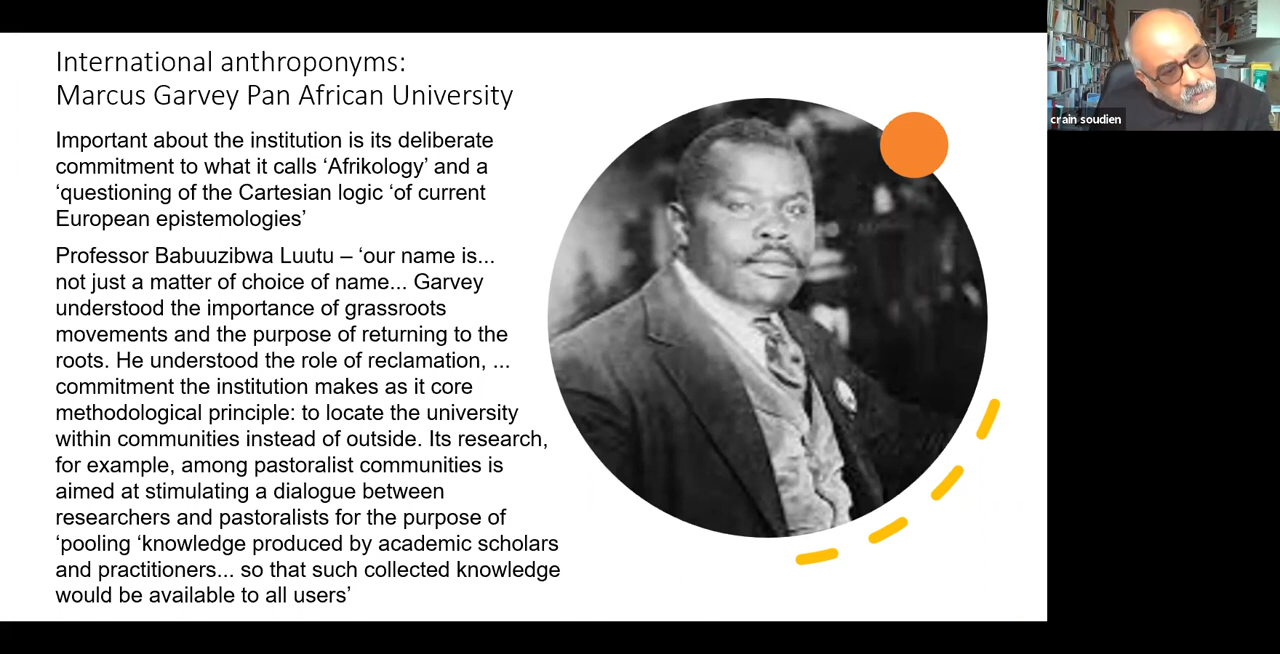 International anthroponyms:
Marcus Garvey Pan African University
Important about the institution is its deliberate
commitment to what it calls ‘Afrikology’ and a
‘questioning of the Cartesian logic ‘of current
European epistemologies’
Professor Babuuzibwa Luutu – ‘our name is...
not just a matter of choice of name... Garvey
understood the importance of grassroots
movements and the purpose of returning to the
roots. He understood the role of reclamation, ...
commitment the institution makes as it core
methodological principle: to locate the university
within communities instead of outside. Its research,
for example, among pastoralist communities is
aimed at stimulating a dialogue between
researchers and pastoralists for the purpose of
‘pooling ‘knowledge produced by academic scholars
and practitioners... so that such collected knowledge
would be available to all users’
crain soudien